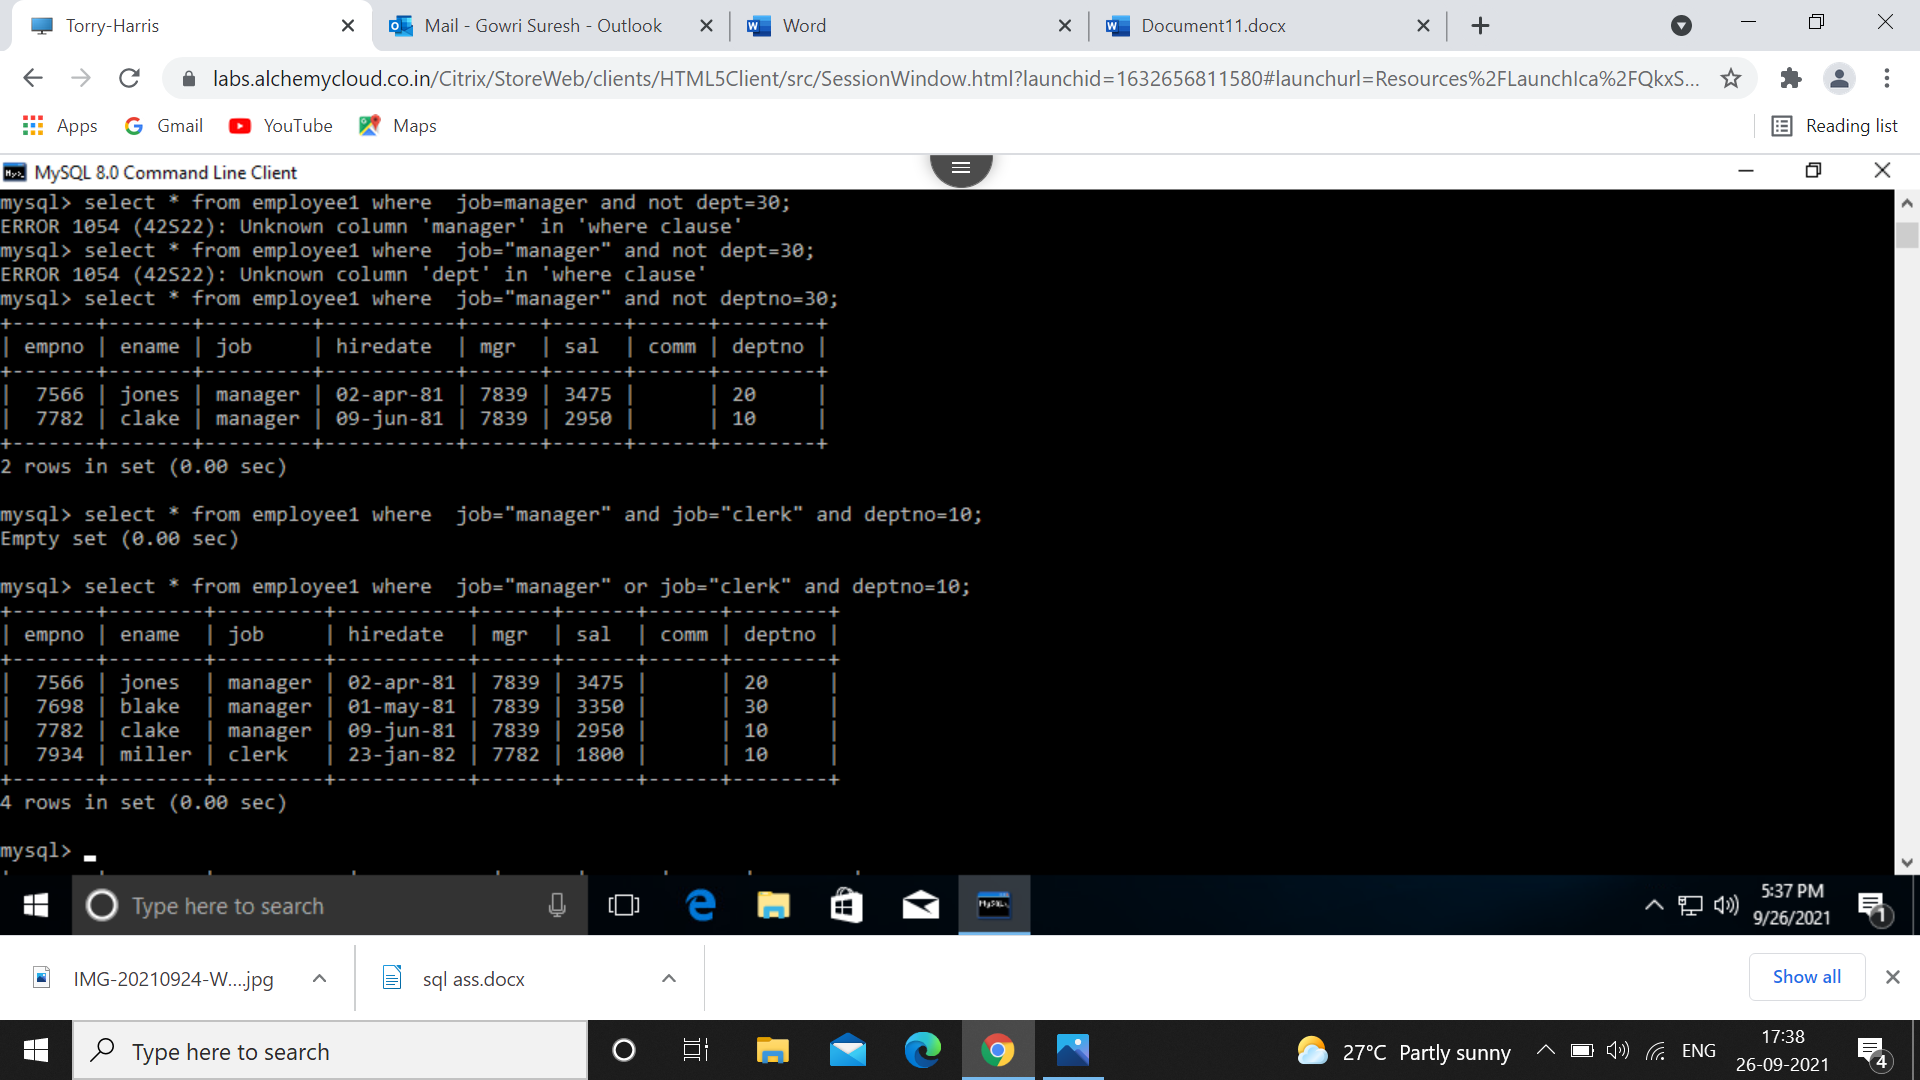 Torry-Harris
Mail - Gowri Suresh - Outlook
Word
Document11.docx
labs.alchemycloud.co.in/Citrix/StoreWeb/clients/HTML5Client/src/SessionWindow.html?launchid=1632656811580#launchurl=Resources%2FLaunchIca%2FQkxS...
Apps Gmail YouTube Maps Reading list
MySQL 8.0 Command Line Client
mysql> select * from employee1 where  job=manager and not dept=30;
ERROR 1054 (42S22): Unknown column 'manager' in 'where clause'
mysql> select * from employee1 where  job="manager" and not dept=30;
ERROR 1054 (42S22): Unknown column 'dept' in 'where clause'
mysql> select * from employee1 where  job="manager" and not deptno=30;
+-------+-------+---------+-----------+------+------+------+--------+
| empno | ename | job     | hiredate  | mgr  | sal  | comm | deptno |
+-------+-------+---------+-----------+------+------+------+--------+
|  7566 | jones | manager | 02-apr-81 | 7839 | 3475 |      | 20     |
|  7782 | clake | manager | 09-jun-81 | 7839 | 2950 |      | 10     |
+-------+-------+---------+-----------+------+------+------+--------+
2 rows in set (0.00 sec)
mysql> select * from employee1 where  job="manager" and job="clerk" and deptno=10;
Empty set (0.00 sec)
mysql> select * from employee1 where  job="manager" or job="clerk" and deptno=10;
+-------+--------+---------+-----------+------+------+------+--------+
| empno | ename  | job     | hiredate  | mgr  | sal  | comm | deptno |
+-------+--------+---------+-----------+------+------+------+--------+
|  7566 | jones  | manager | 02-apr-81 | 7839 | 3475 |      | 20     |
|  7698 | blake  | manager | 01-may-81 | 7839 | 3350 |      | 30     |
|  7782 | clake  | manager | 09-jun-81 | 7839 | 2950 |      | 10     |
|  7934 | miller | clerk   | 23-jan-82 | 7782 | 1800 |      | 10     |
+-------+--------+---------+-----------+------+------+------+--------+
4 rows in set (0.00 sec)
mysql> _
Type here to search
5:37 PM
9/26/2021
1
IMG-20210924-W....jpg
sql ass.docx
Show all
Type here to search
27°C Partly sunny
ENG
17:38
26-09-2021
4